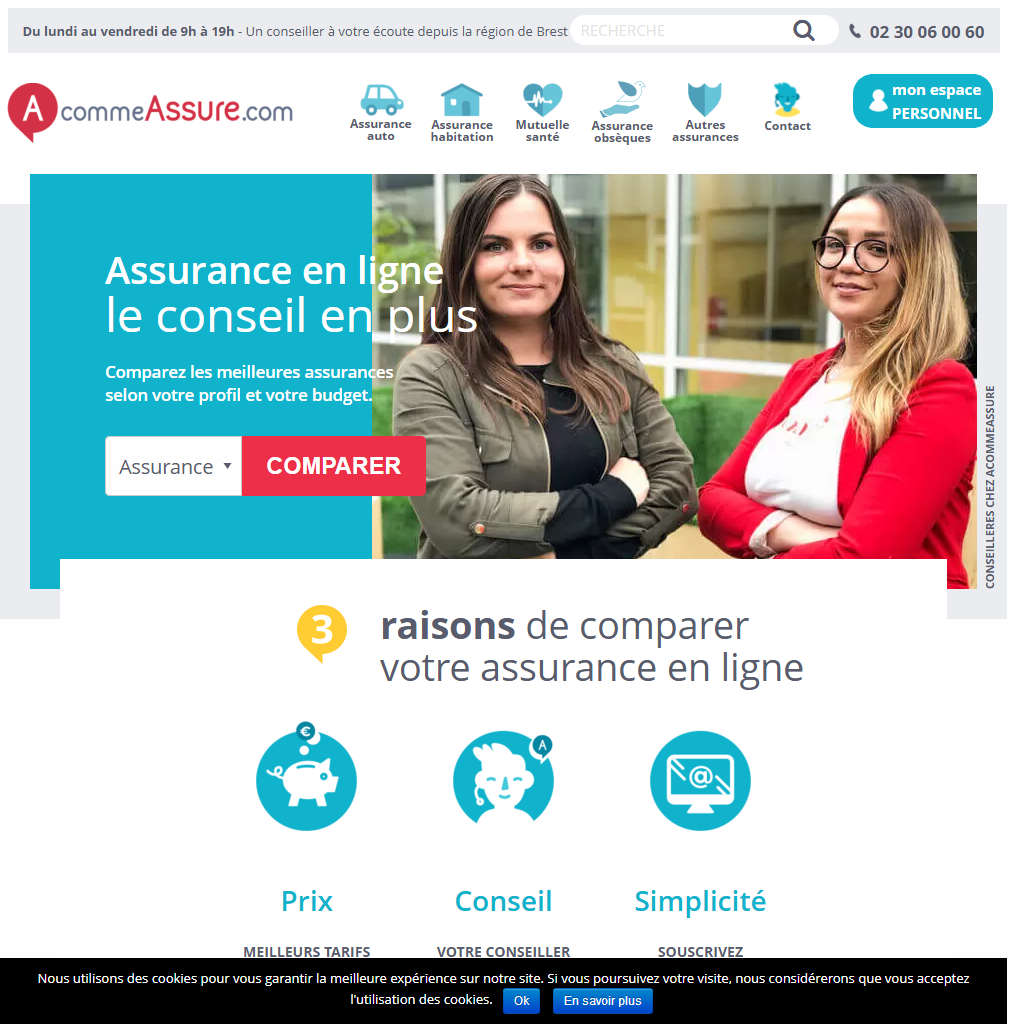 Du lundi au vendredi de 9h à 19h - Un conseiller à votre écoute depuis la région de Brest
RECHERCHE
02 30 06 00 60
A commeAssure.com
Assurance
auto
Assurance
habitation
Mutuelle
santé
Assurance
obsèques
Autres
assurances
Contact
mon espace
PERSONNEL
Assurance en ligne
le conseil en plus
Comparez les meilleures assurances
selon votre profil et votre budget.
Assurance
COMPARER
CONSEILLERES CHEZ ACOMMEASSURE
3
raisons de comparer
votre assurance en ligne
€
A
@
Prix
Conseil
Simplicité
MEILLEURS TARIFS
VOTRE CONSEILLER
SOUSCRIVEZ
Nous utilisons des cookies pour vous garantir la meilleure expérience sur notre site. Si vous poursuivez votre visite, nous considérerons que vous acceptez
l'utilisation des cookies.
Ok
En savoir plus